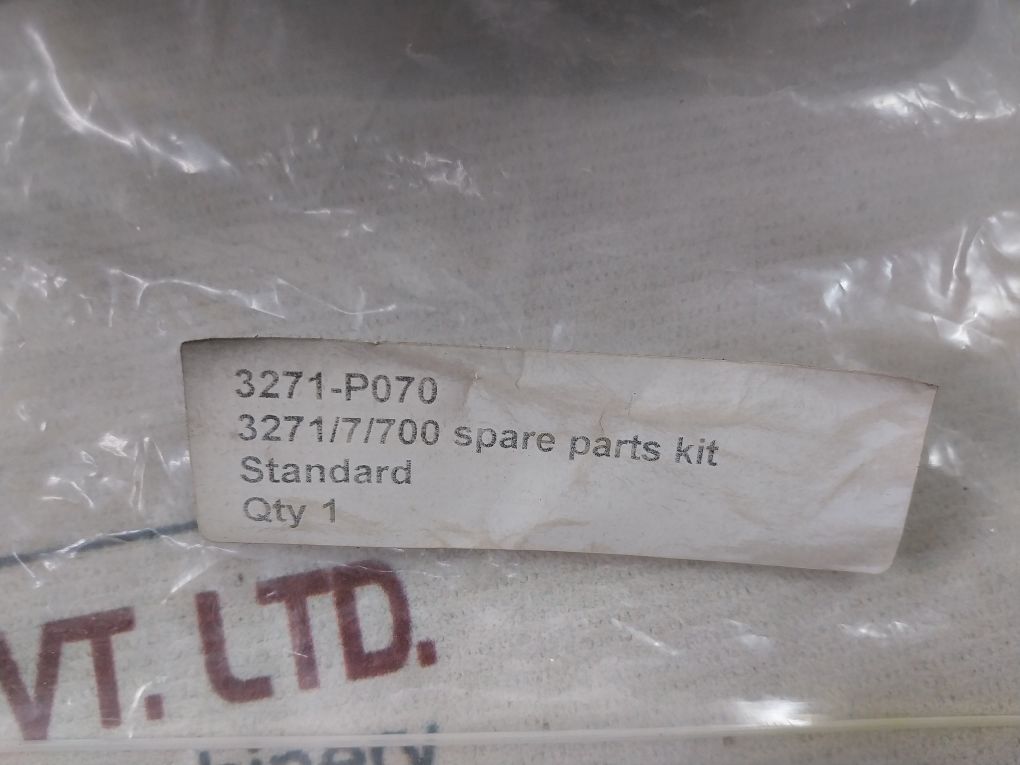 3271-P070
3271/7/700 spare parts kit
Standard
Qty 1
VT. LTD.